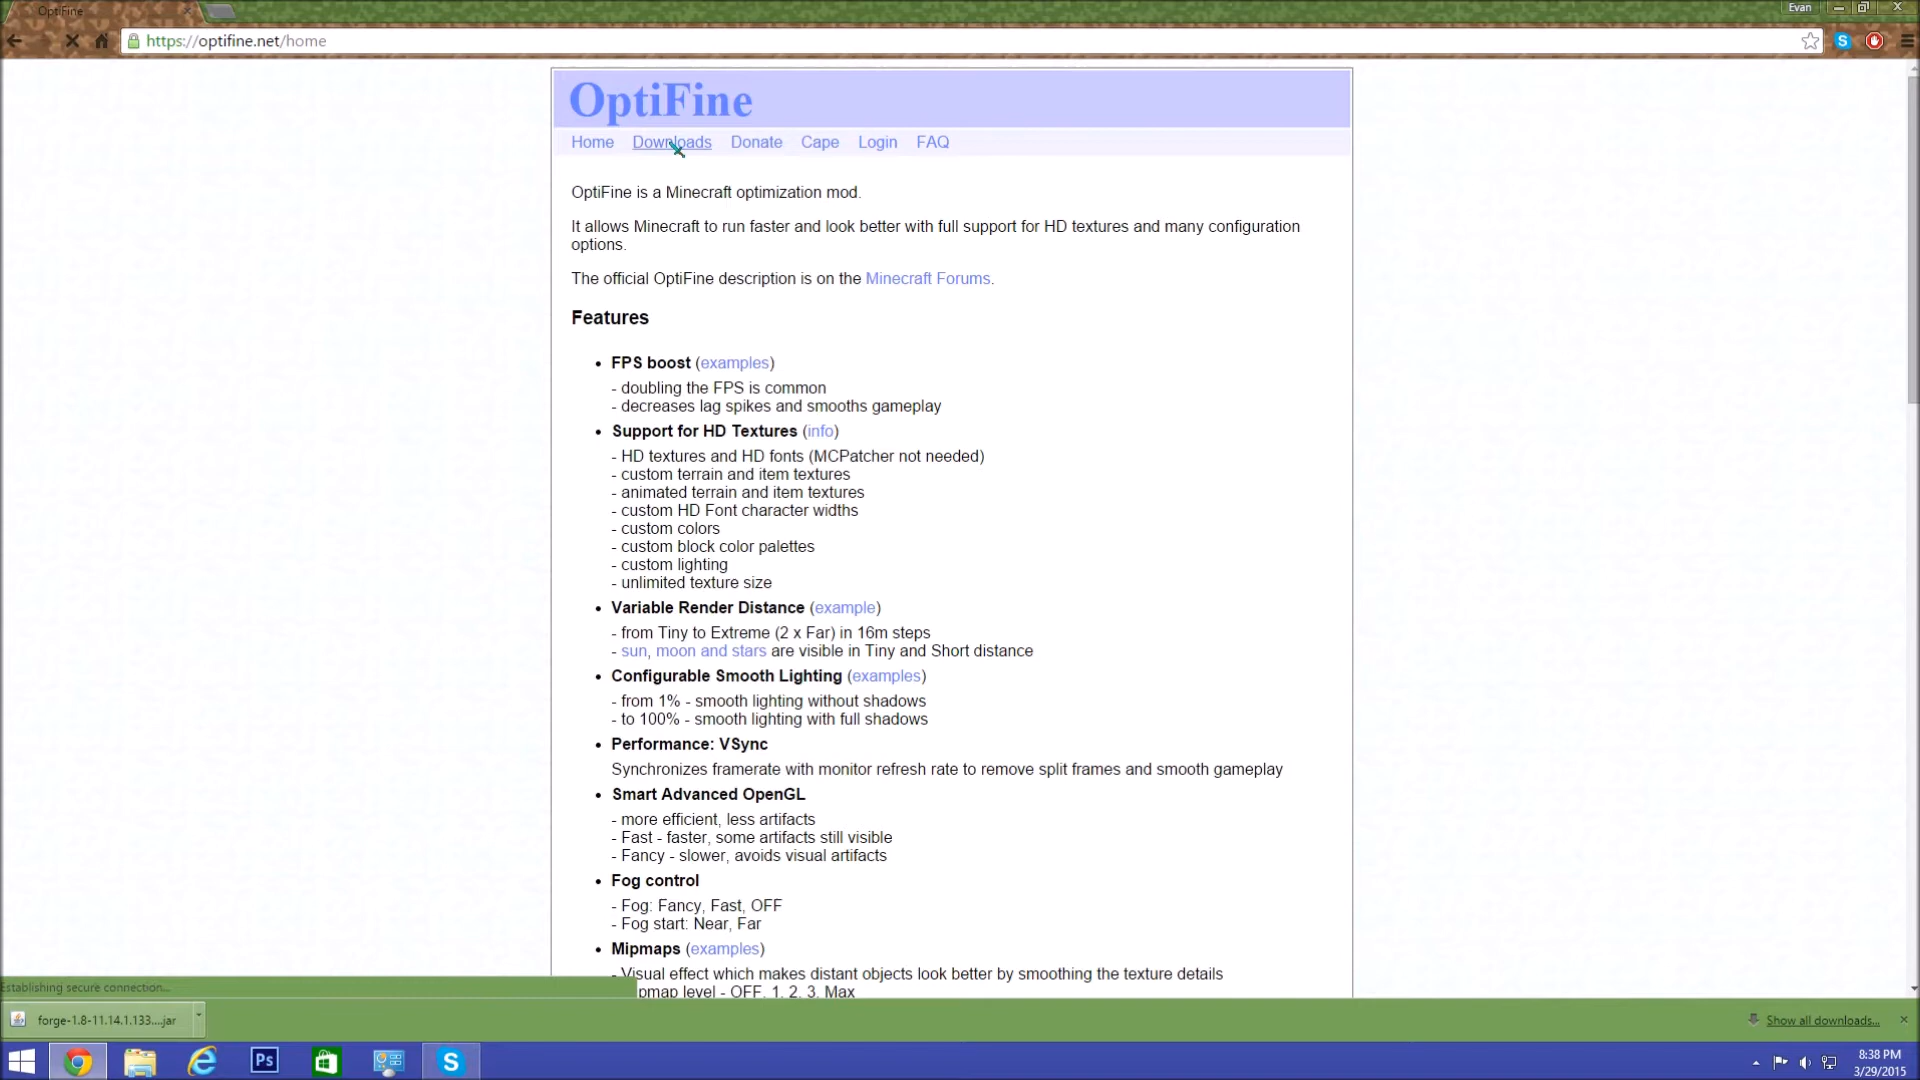 OptiFine
Evan
https://optifine.net/home
OptiFine
Home Downloads Donate Cape Login FAQ
OptiFine is a Minecraft optimization mod.
It allows Minecraft to run faster and look better with full support for HD textures and many configuration
options.
The official OptiFine description is on the Minecraft Forums.
Features
• FPS boost (examples)
- doubling the FPS is common
- decreases lag spikes and smooths gameplay
• Support for HD Textures (info)
- HD textures and HD fonts (MCPatcher not needed)
- custom terrain and item textures
- animated terrain and item textures
- custom HD Font character widths
- custom colors
- custom block color palettes
- custom lighting
- unlimited texture size
• Variable Render Distance (example)
- from Tiny to Extreme (2 x Far) in 16m steps
- sun, moon and stars are visible in Tiny and Short distance
• Configurable Smooth Lighting (examples)
- from 1% - smooth lighting without shadows
- to 100% - smooth lighting with full shadows
• Performance: VSync
Synchronizes framerate with monitor refresh rate to remove split frames and smooth gameplay
• Smart Advanced OpenGL
- more efficient, less artifacts
- Fast - faster, some artifacts still visible
- Fancy - slower, avoids visual artifacts
• Fog control
- Fog: Fancy, Fast, OFF
- Fog start: Near, Far
• Mipmaps (examples)
- Visual effect which makes distant objects look better by smoothing the texture details
pmap level - OFF, 1, 2, 3, Max
Establishing secure connection...
forge-1.8-11.14.1.133....jar
Show all downloads...
Ps
8:38 PM
3/29/2015